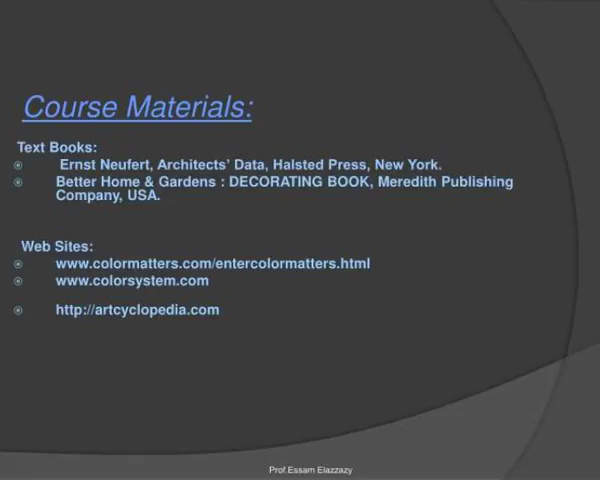 Course Materials:
Text Books:
Ernst Neufert, Architects’ Data, Halsted Press, New York.
Better Home & Gardens : DECORATING BOOK, Meredith Publishing
Company, USA.
Web Sites:
www.colormatters.com/entercolormatters.html
www.colorsystem.com
http://artcyclopedia.com
Prof.Essam Elazzazy